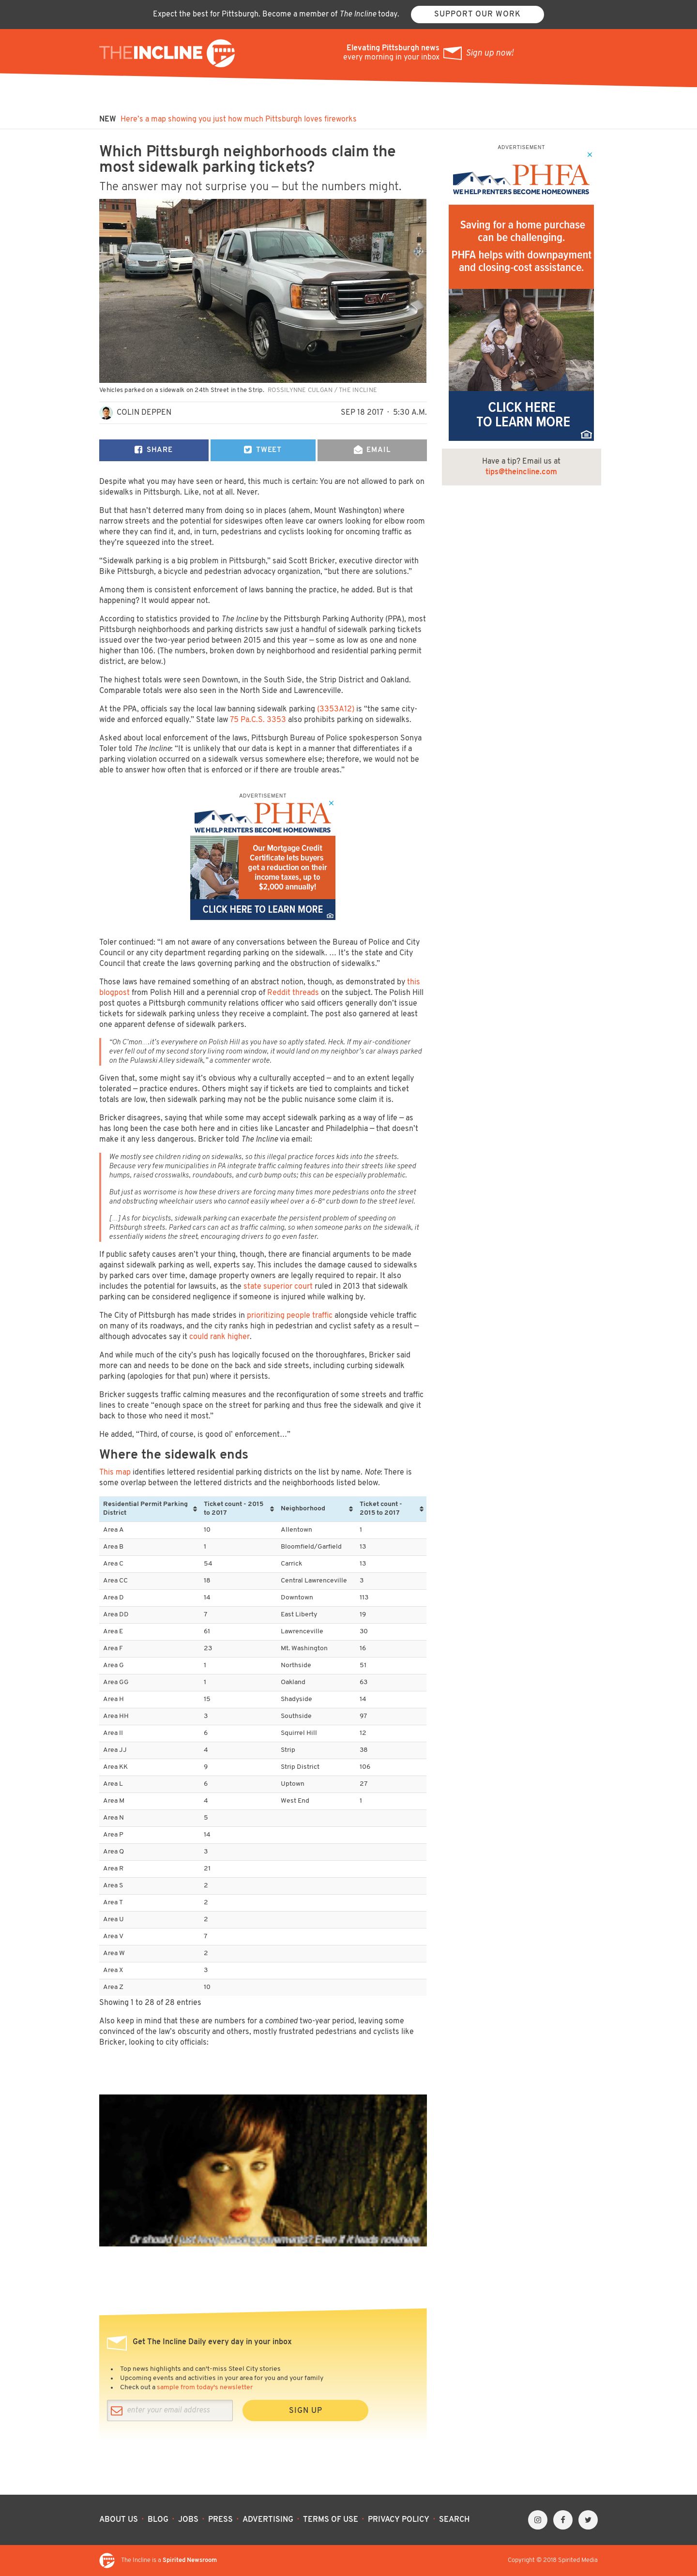 Expect the best for Pittsburgh. Become a member of The Incline today.
SUPPORT OUR WORK
THEINCLINE
Elevating Pittsburgh news
every morning in your inbox
Sign up now!
NEW Here's a map showing you just how much Pittsburgh loves fireworks
Which Pittsburgh neighborhoods claim the
most sidewalk parking tickets?
The answer may not surprise you — but the numbers might.
GMC
Vehicles parked on a sidewalk on 24th Street in the Strip. ROSSILYNNE CULGAN / THE INCLINE
COLIN DEPPEN
SEP 18 2017 · 5:30 A.M.
SHARE
TWEET
EMAIL
ADVERTISEMENT
PHFA
WE HELP RENTERS BECOME HOMEOWNERS
Saving for a home purchase
can be challenging.
PHFA helps with downpayment
and closing-cost assistance.
CLICK HERE
TO LEARN MORE
Have a tip? Email us at
tips@theincline.com
Despite what you may have seen or heard, this much is certain: You are not allowed to park on
sidewalks in Pittsburgh. Like, not at all. Never.
But that hasn't deterred many from doing so in places (ahem, Mount Washington) where
narrow streets and the potential for sideswipes often leave car owners looking for elbow room
where they can find it, and, in turn, pedestrians and cyclists looking for oncoming traffic as
they're squeezed into the street.
"Sidewalk parking is a big problem in Pittsburgh," said Scott Bricker, executive director with
Bike Pittsburgh, a bicycle and pedestrian advocacy organization, "but there are solutions."
Among them is consistent enforcement of laws banning the practice, he added. But is that
happening? It would appear not.
According to statistics provided to The Incline by the Pittsburgh Parking Authority (PPA), most
Pittsburgh neighborhoods and parking districts saw just a handful of sidewalk parking tickets
issued over the two-year period between 2015 and this year — some as low as one and none
higher than 106. (The numbers, broken down by neighborhood and residential parking permit
district, are below.)
The highest totals were seen Downtown, in the South Side, the Strip District and Oakland.
Comparable totals were also seen in the North Side and Lawrenceville.
At the PPA, officials say the local law banning sidewalk parking (3353A12) is "the same city-
wide and enforced equally." State law 75 Pa.C.S. 3353 also prohibits parking on sidewalks.
Asked about local enforcement of the laws, Pittsburgh Bureau of Police spokesperson Sonya
Toler told The Incline: "It is unlikely that our data is kept in a manner that differentiates if a
parking violation occurred on a sidewalk versus somewhere else; therefore, we would not be
able to answer how often that is enforced or if there are trouble areas."
ADVERTISEMENT
PHFA
WE HELP RENTERS BECOME HOMEOWNERS
Our Mortgage Credit
Certificate lets buyers
get a reduction on their
income taxes, up to
$2,000 annually!
CLICK HERE TO LEARN MORE
Toler continued: "I am not aware of any conversations between the Bureau of Police and City
Council or any city department regarding parking on the sidewalk. … It's the state and City
Council that create the laws governing parking and the obstruction of sidewalks."
Those laws have remained something of an abstract notion, though, as demonstrated by this
blogpost from Polish Hill and a perennial crop of Reddit threads on the subject. The Polish Hill
post quotes a Pittsburgh community relations officer who said officers generally don't issue
tickets for sidewalk parking unless they receive a complaint. The post also garnered at least
one apparent defense of sidewalk parkers.
"Oh C'mon…,it's everywhere on Polish Hill as you have so aptly stated. Heck. If my air-conditioner
ever fell out of my second story living room window, it would land on my neighbor's car always parked
on the Pulawski Alley sidewalk," a commenter wrote.
Given that, some might say it's obvious why a culturally accepted — and to an extent legally
tolerated — practice endures. Others might say if tickets are tied to complaints and ticket
totals are low, then sidewalk parking may not be the public nuisance some claim it is.
Bricker disagrees, saying that while some may accept sidewalk parking as a way of life — as
has long been the case both here and in cities like Lancaster and Philadelphia — that doesn't
make it any less dangerous. Bricker told The Incline via email:
We mostly see children riding on sidewalks, so this illegal practice forces kids into the streets.
Because very few municipalities in PA integrate traffic calming features into their streets like speed
humps, raised crosswalks, roundabouts, and curb bump outs; this can be especially problematic.
But just as worrisome is how these drivers are forcing many times more pedestrians onto the street
and obstructing wheelchair users who cannot easily wheel over a 6-8" curb down to the street level.
[…] As for bicyclists, sidewalk parking can exacerbate the persistent problem of speeding on
Pittsburgh streets. Parked cars can act as traffic calming, so when someone parks on the sidewalk, it
essentially widens the street, encouraging drivers to go even faster.
If public safety causes aren't your thing, though, there are financial arguments to be made
against sidewalk parking as well, experts say. This includes the damage caused to sidewalks
by parked cars over time, damage property owners are legally required to repair. It also
includes the potential for lawsuits, as the state superior court ruled in 2013 that sidewalk
parking can be considered negligence if someone is injured while walking by.
The City of Pittsburgh has made strides in prioritizing people traffic alongside vehicle traffic
on many of its roadways, and the city ranks high in pedestrian and cyclist safety as a result —
although advocates say it could rank higher.
And while much of the city's push has logically focused on the thoroughfares, Bricker said
more can and needs to be done on the back and side streets, including curbing sidewalk
parking (apologies for that pun) where it persists.
Bricker suggests traffic calming measures and the reconfiguration of some streets and traffic
lines to create "enough space on the street for parking and thus free the sidewalk and give it
back to those who need it most."
He added, "Third, of course, is good ol' enforcement…"
Where the sidewalk ends
This map identifies lettered residential parking districts on the list by name. Note: There is
some overlap between the lettered districts and the neighborhoods listed below.
Residential Permit Parking District | Ticket count - 2015 to 2017 | Neighborhood | Ticket count - 2015 to 2017
Area A 10 Allentown 1
Area B 1 Bloomfield/Garfield 13
Area C 54 Carrick 13
Area CC 18 Central Lawrenceville 3
Area D 14 Downtown 113
Area DD 7 East Liberty 19
Area E 61 Lawrenceville 30
Area F 23 Mt. Washington 16
Area G 1 Northside 51
Area GG 1 Oakland 63
Area H 15 Shadyside 14
Area HH 3 Southside 97
Area II 6 Squirrel Hill 12
Area JJ 4 Strip 38
Area KK 9 Strip District 106
Area L 6 Uptown 27
Area M 4 West End 1
Area N 5
Area P 14
Area Q 3
Area R 21
Area S 2
Area T 2
Area U 2
Area V 7
Area W 2
Area X 3
Area Z 10
Showing 1 to 28 of 28 entries
Also keep in mind that these are numbers for a combined two-year period, leaving some
convinced of the law's obscurity and others, mostly frustrated pedestrians and cyclists like
Bricker, looking to city officials:
Or should I just keep chasing pavements? Even if it leads nowhere
Get The Incline Daily every day in your inbox
• Top news highlights and can't-miss Steel City stories
• Upcoming events and activities in your area for you and your family
• Check out a sample from today's newsletter
enter your email address
SIGN UP
ABOUT US · BLOG · JOBS · PRESS · ADVERTISING · TERMS OF USE · PRIVACY POLICY · SEARCH
The Incline is a Spirited Newsroom
Copyright © 2018 Spirited Media